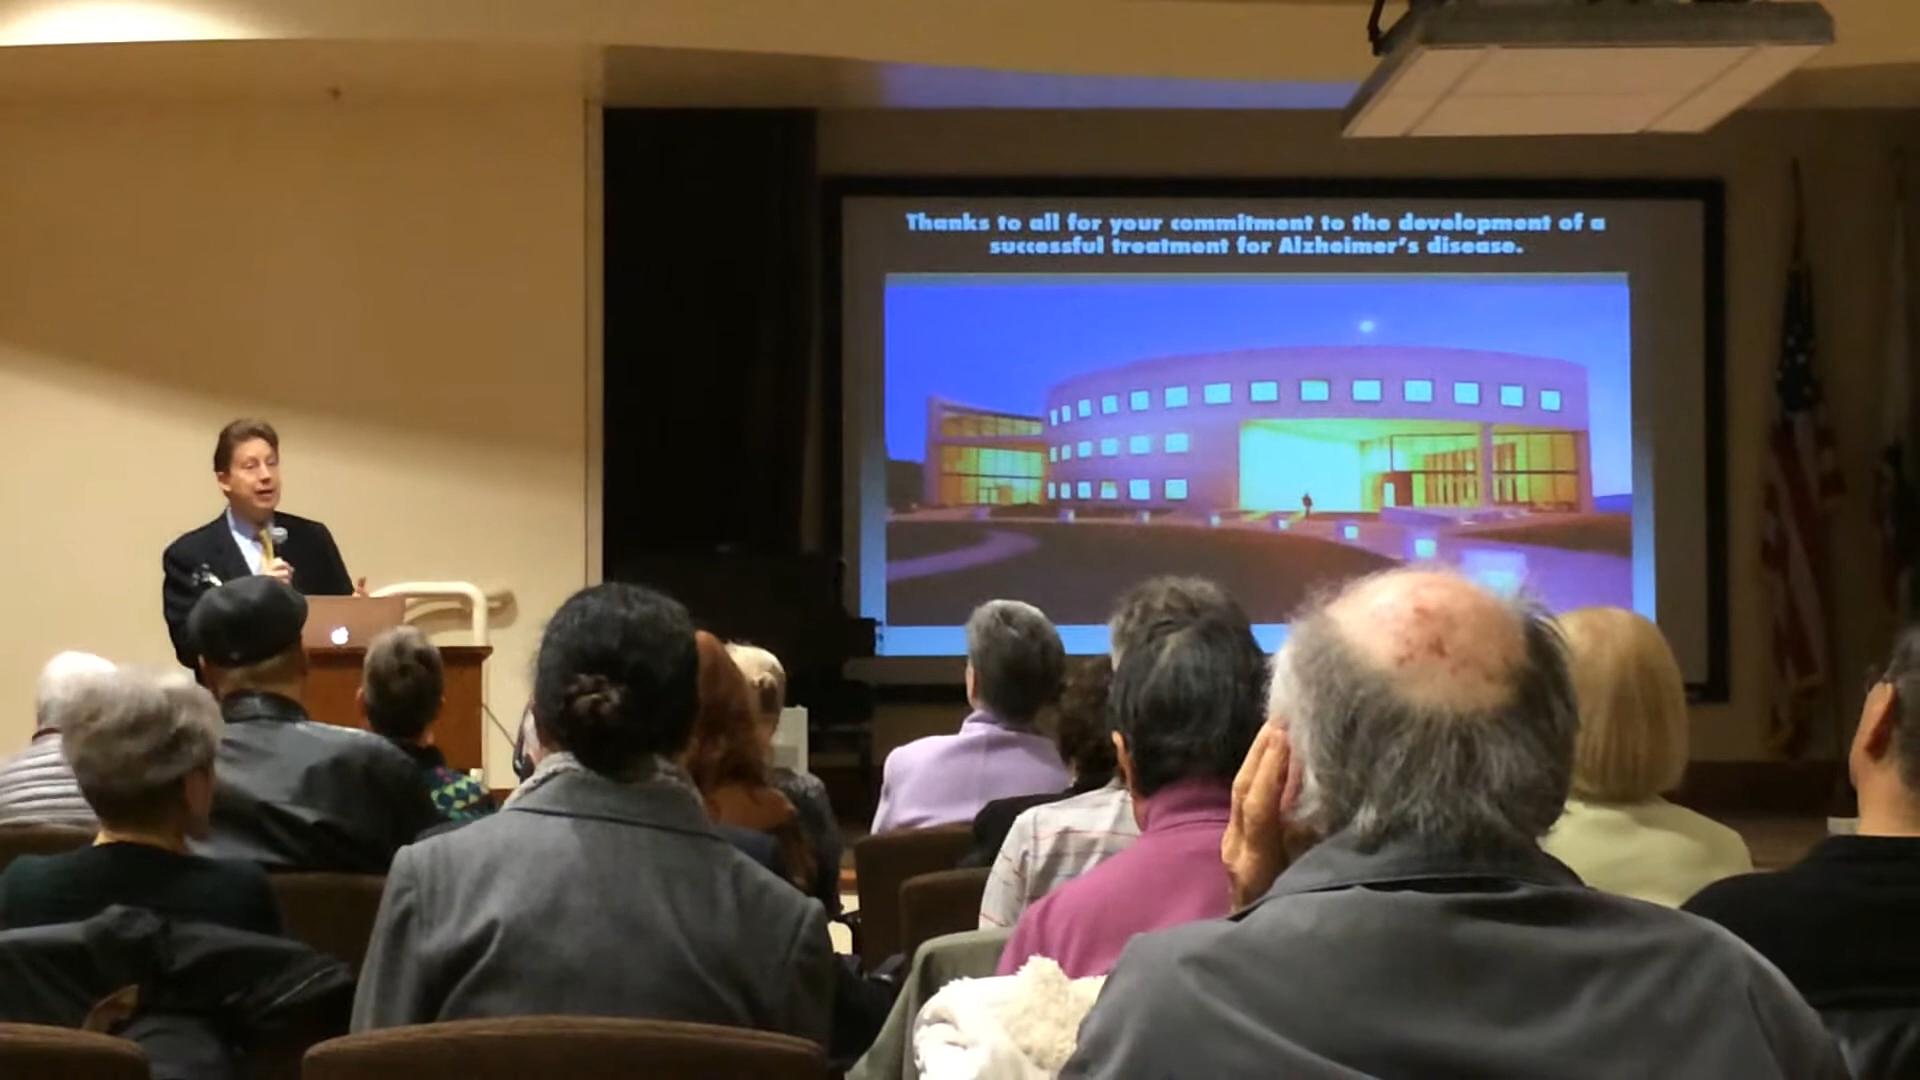 Thanks to all for your commitment to the development of a
successful treatment for Alzheimer's disease.